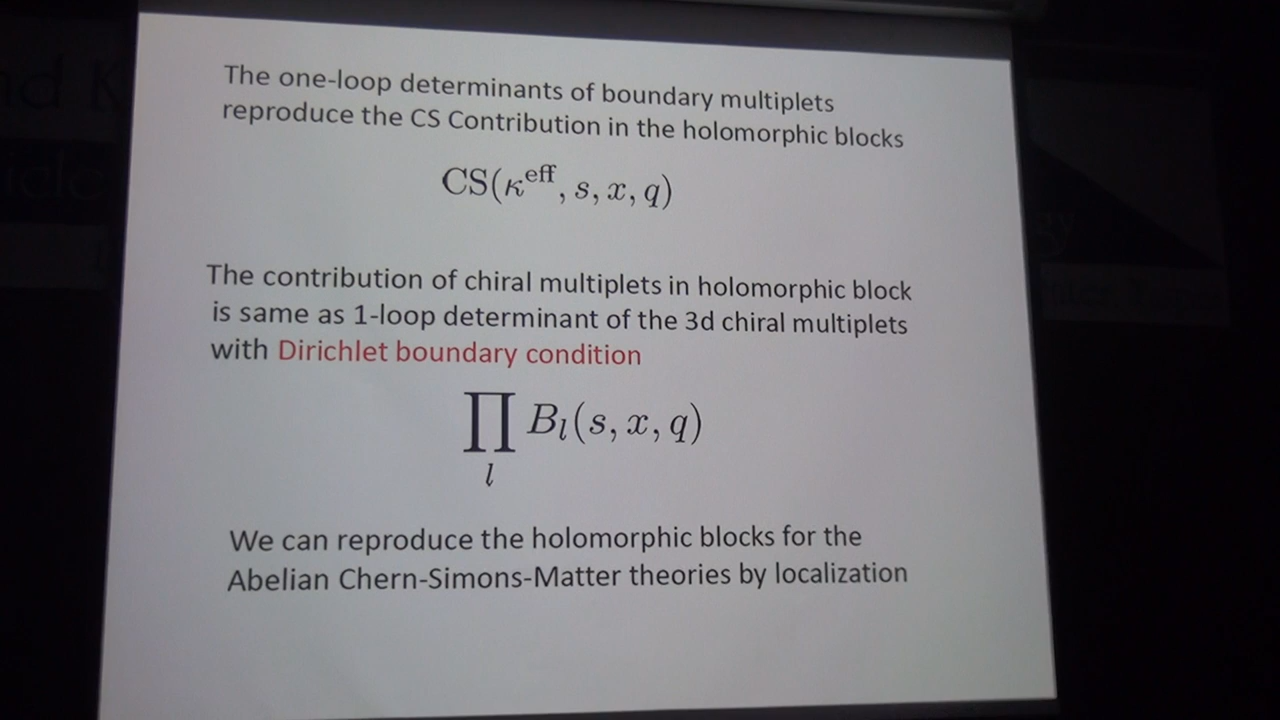 The one-loop determinants of boundary multiplets
reproduce the CS Contribution in the holomorphic blocks
CS(κ^eff, s, x, q)
The contribution of chiral multiplets in holomorphic block
is same as 1-loop determinant of the 3d chiral multiplets
with Dirichlet boundary condition
∏_l B_l(s, x, q)
We can reproduce the holomorphic blocks for the
Abelian Chern-Simons-Matter theories by localization